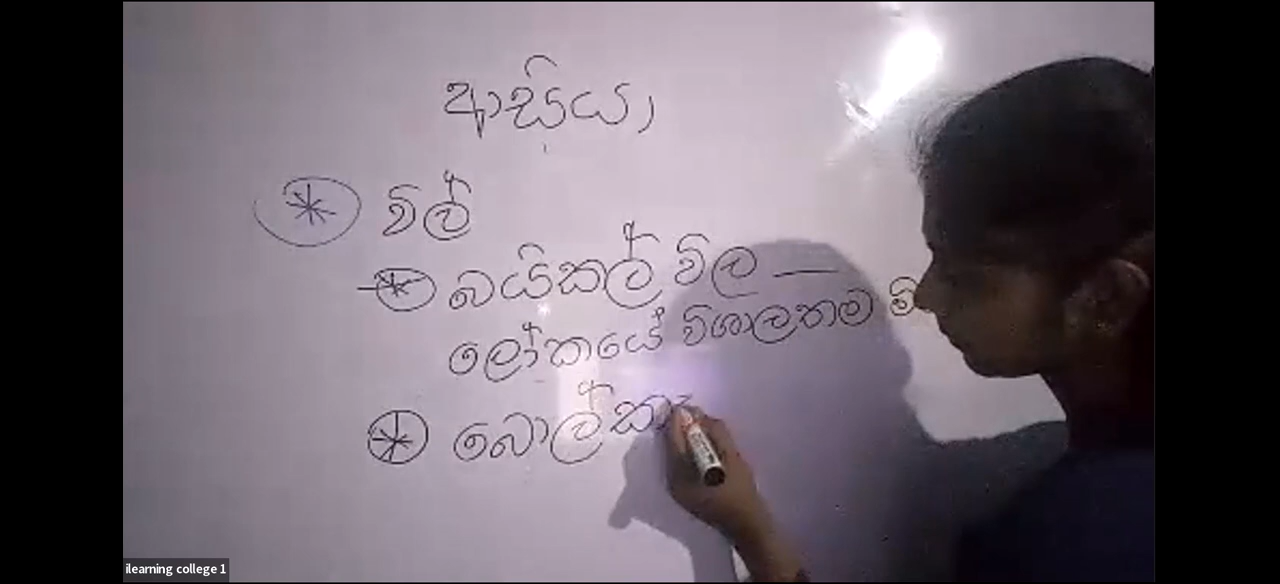 ආසියා
වில්
බයිකල් විල —
ලෝකයේ විශාලතම
බොල්කා
ilearning college 1